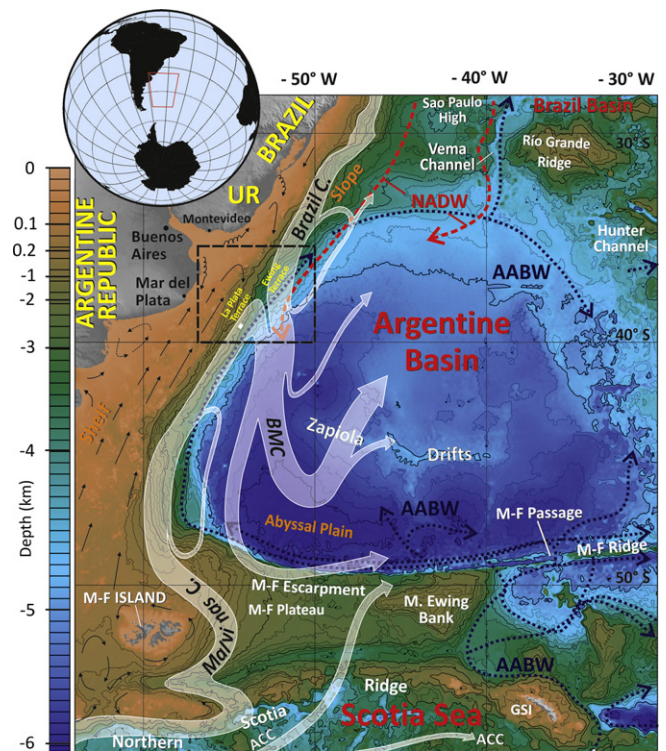 - 50° W
- 40° W
- 30° W
Sao Paulo
High
Brazil Basin
- 30° S
Vema
Channel
Río Grande
Ridge
BRAZIL
UR
Slope
Brazil C.
NADW
Hunter
Channel
ARGENTINE
REPUBLIC
Montevideo
Buenos
Aires
Mar del
Plata
La Plata
Terrace
Ewing
Terrace
AABW
Argentine
Basin
- 40° S
Shelf
BMC
Zapiola
Drifts
AABW
Abyssal Plain
M-F Passage
M-F Ridge
M-F Escarpment
- 50° S
M-F ISLAND
Malvinas C.
M-F Plateau
M. Ewing
Bank
AABW
Ridge
Scotia
Scotia Sea
GSI
Northern
ACC
ACC
0
0.1
0.2
-1
-2
-3
-4
-5
-6
Depth (km)